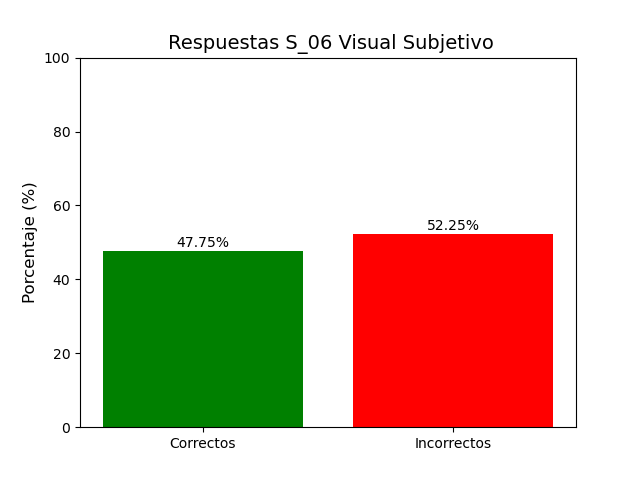 Respuestas S_06 Visual Subjetivo
Porcentaje (%)
100
80
60
40
20
0
47.75%
52.25%
Correctos
Incorrectos